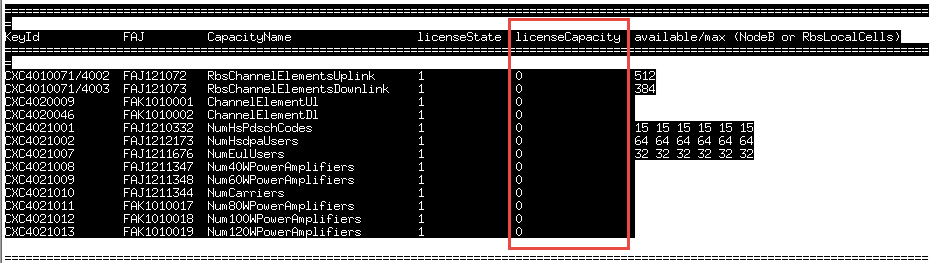 ==================================================================================================================================
=
KeyId            FAJ         CapacityName              licenseState  licenseCapacity  available/max (NodeB or RbsLocalCells)
==================================================================================================================================
=
CXC4010071/4002  FAJ121072   RbsChannelElementsUplink      1             0                512
CXC4010071/4003  FAJ121073   RbsChannelElementsDownlink    1             0                384
CXC4020009       FAK1010001  ChannelElementUl              1             0
CXC4020046       FAK1010002  ChannelElementDl              1             0
CXC4021001       FAJ1210332  NumHsPdschCodes               1             0                15 15 15 15 15 15
CXC4021002       FAJ1212173  NumHsdpaUsers                 1             0                64 64 64 64 64 64
CXC4021007       FAJ1211676  NumEulUsers                   1             0                32 32 32 32 32 32
CXC4021008       FAJ1211347  Num40WPowerAmplifiers         1             0
CXC4021009       FAJ1211348  Num60WPowerAmplifiers         1             0
CXC4021010       FAJ1211344  NumCarriers                   1             0
CXC4021011       FAK1010017  Num80WPowerAmplifiers         1             0
CXC4021012       FAK1010018  Num100WPowerAmplifiers        1             0
CXC4021013       FAK1010019  Num120WPowerAmplifiers        1             0
==================================================================================================================================